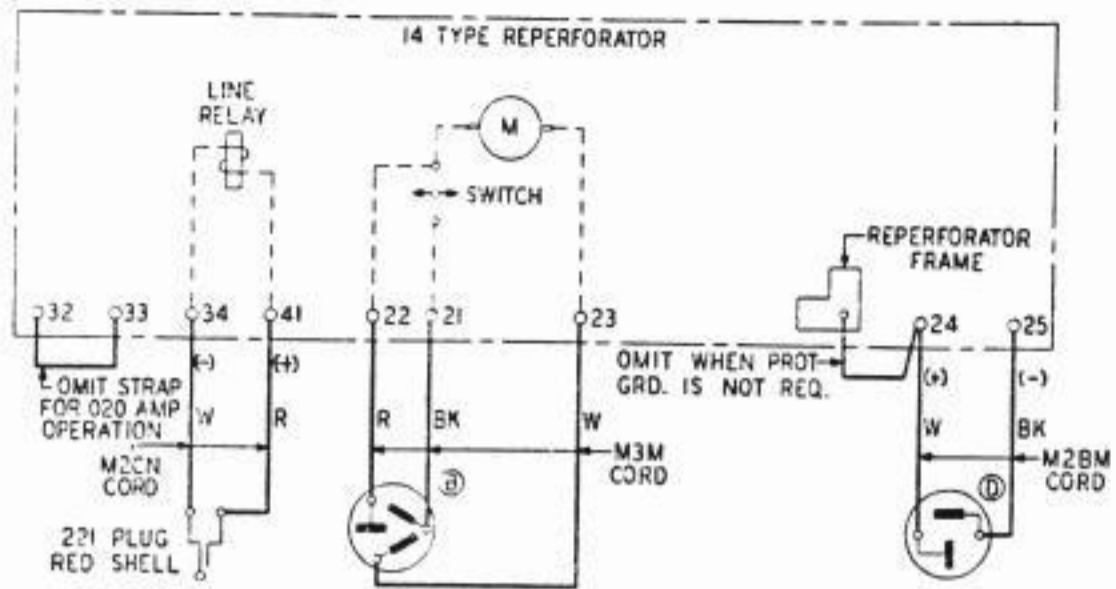 14 TYPE REPERFORATOR
LINE
RELAY
M
SWITCH
REPERFORATOR
FRAME
32
33
34
41
22
21
23
24
25
(-)
(+)
OMIT STRAP
FOR .020 AMP
OPERATION
W
R
R
BK
W
OMIT WHEN PROT
GRD. IS NOT REQ.
(+)
(-)
W
BK
M2CN
CORD
M3M
CORD
M2BM
CORD
221 PLUG
RED SHELL
D